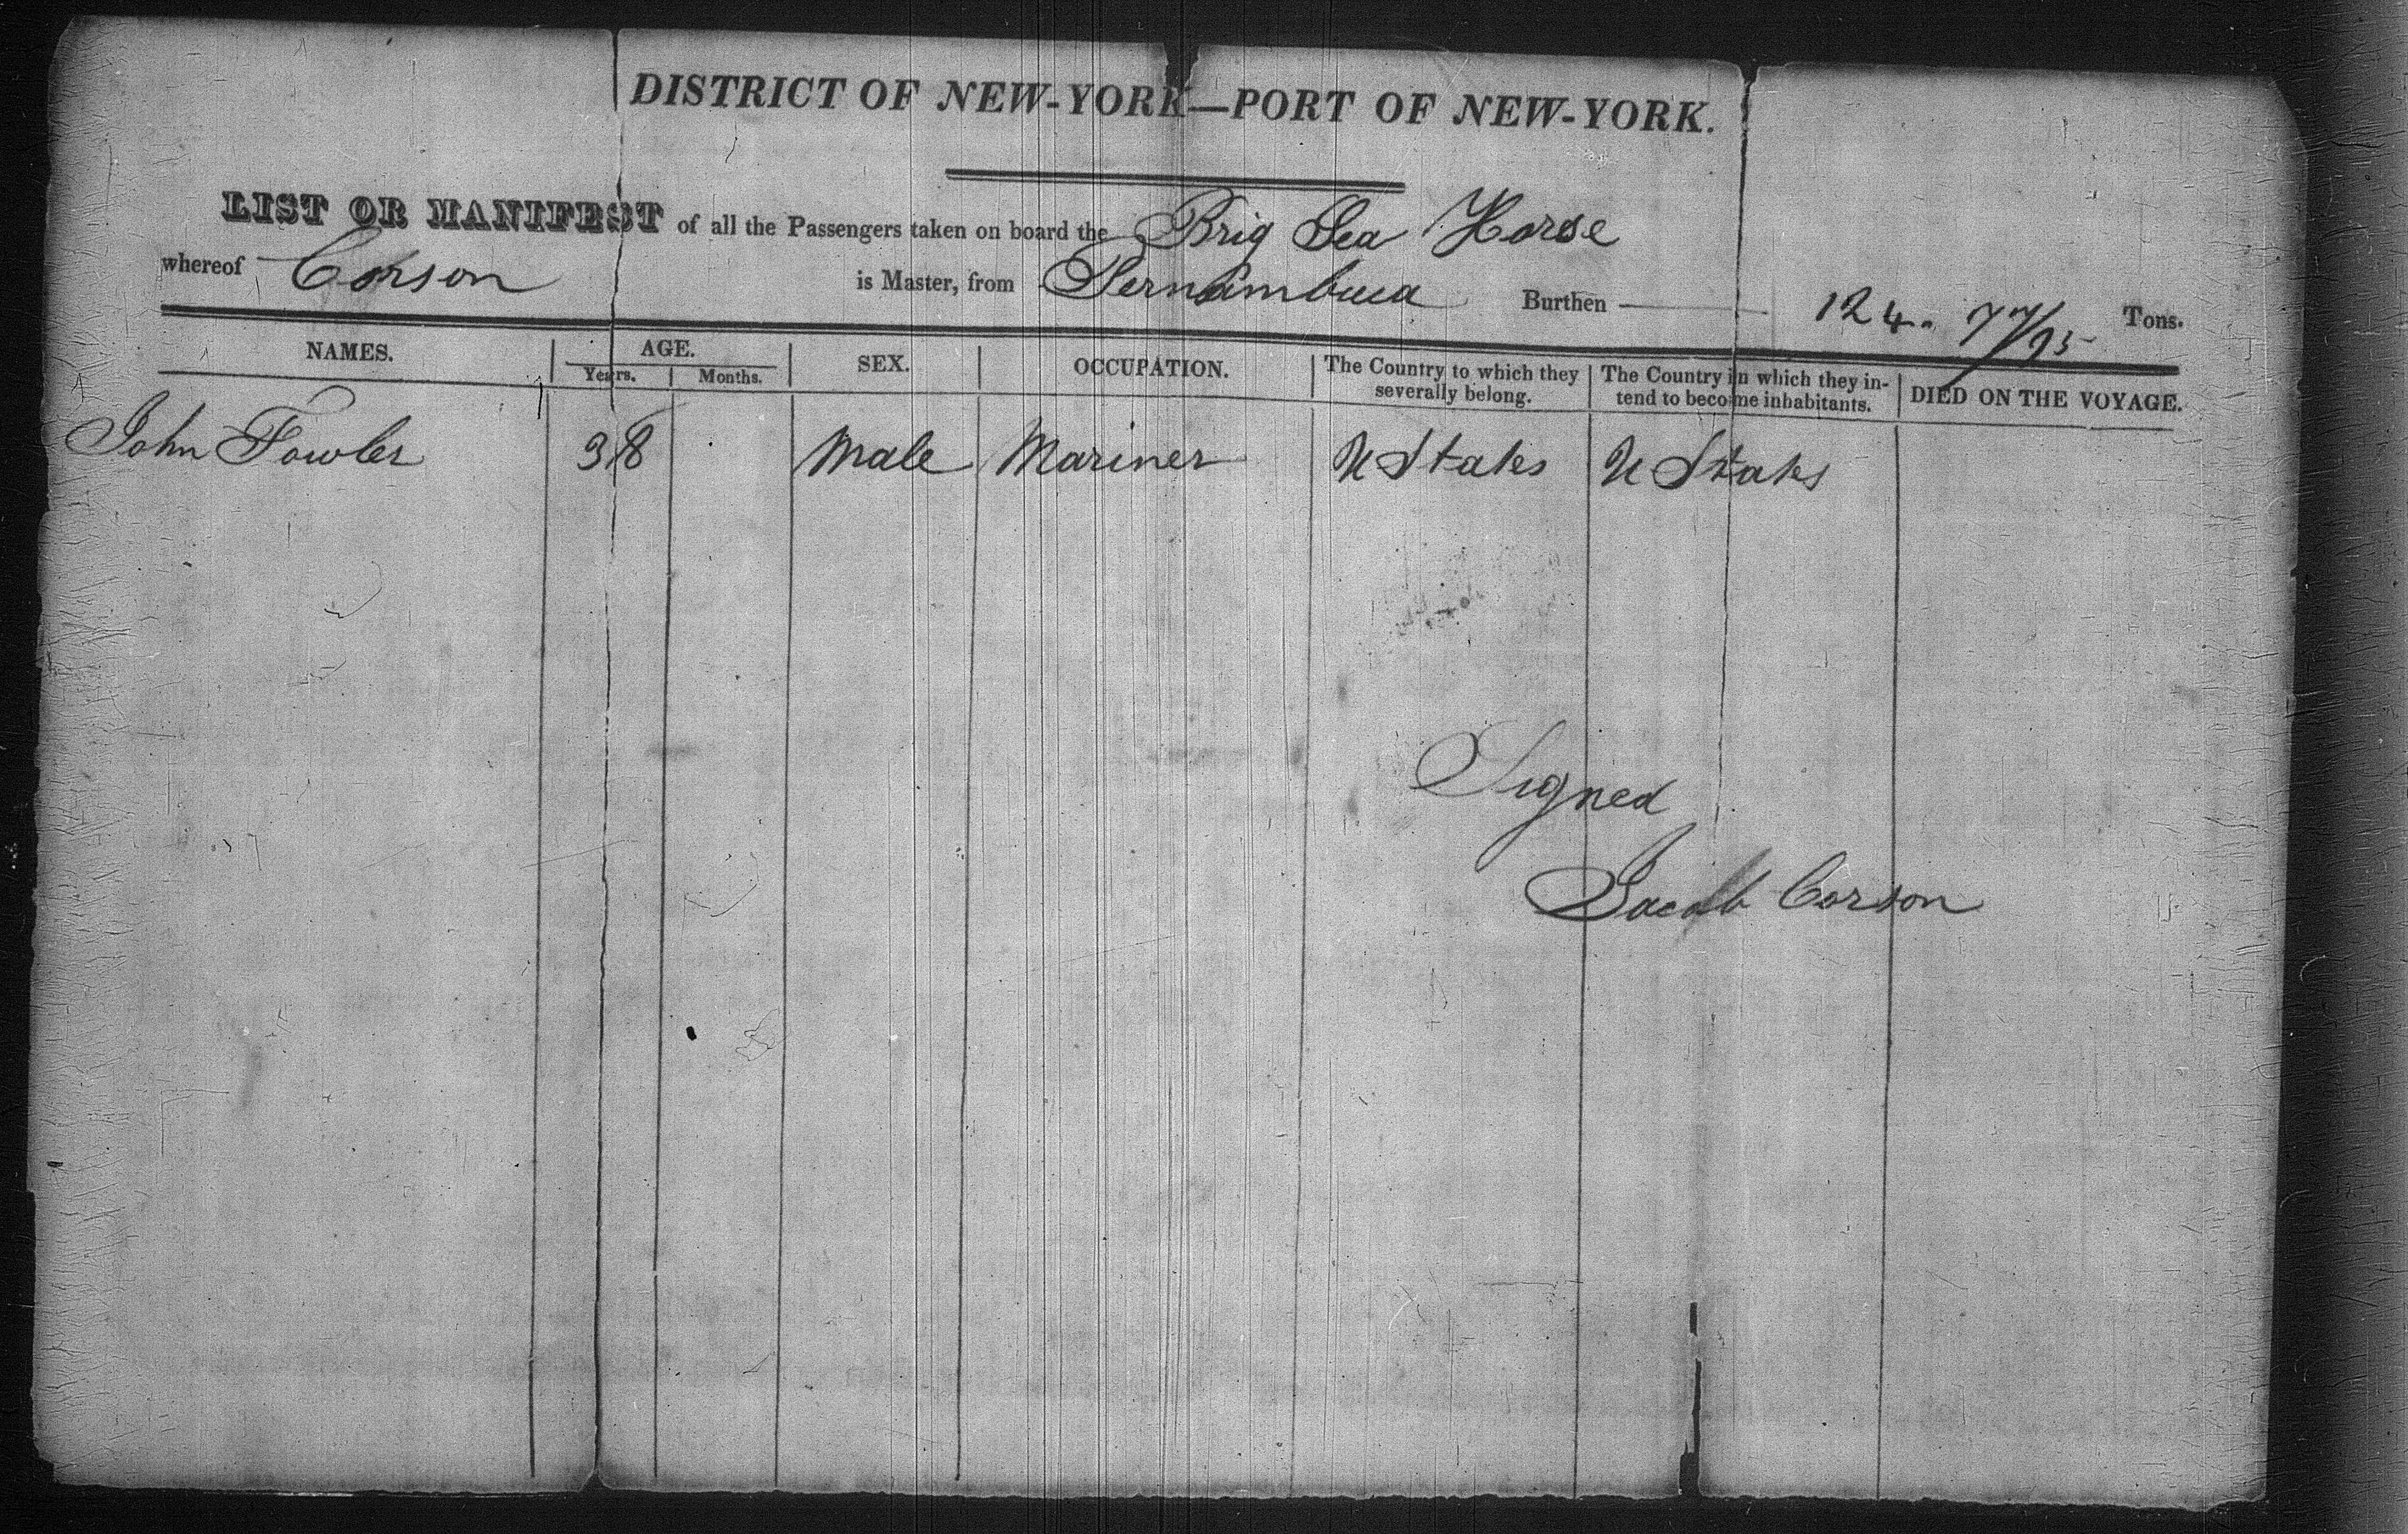 DISTRICT OF NEW-YORK—PORT OF NEW-YORK.
LIST OR MANIFEST of all the Passengers taken on board the Brig Sea Horse
whereof Corson is Master, from Pernambuca Burthen 124. 77/95 Tons.
NAMES. AGE. SEX. OCCUPATION. The Country to which they severally belong. The Country in which they intend to become inhabitants. DIED ON THE VOYAGE.
Years. Months.
John Fowler 38 Male Mariner U States U States
Signed
Jacob Corson